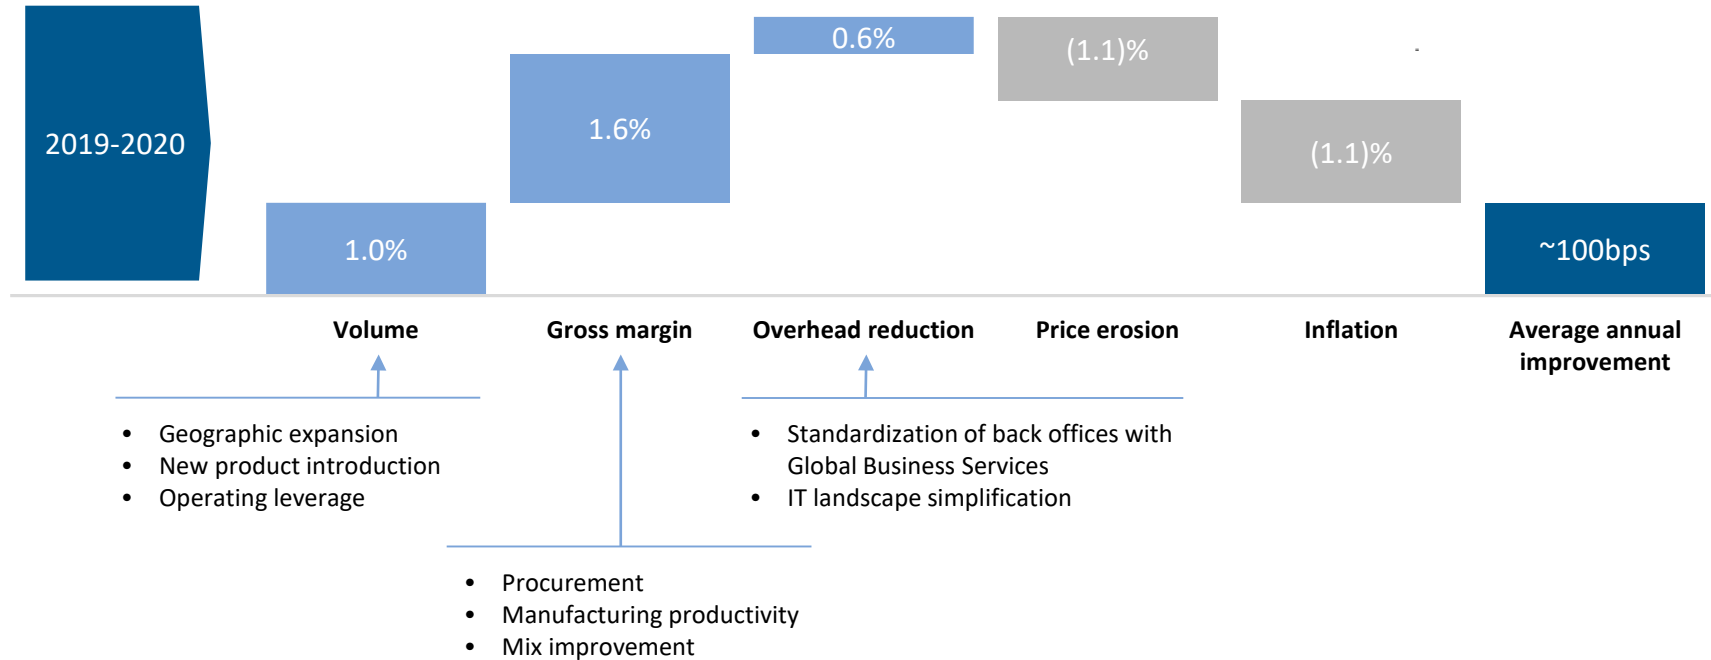 2019-2020
1.0%
1.6%
0.6%
(1.1)%
(1.1)%
~100bps
Volume
Gross margin
Overhead reduction
Price erosion
Inflation
Average annual
improvement
• Geographic expansion
• New product introduction
• Operating leverage
• Standardization of back offices with
Global Business Services
• IT landscape simplification
• Procurement
• Manufacturing productivity
• Mix improvement